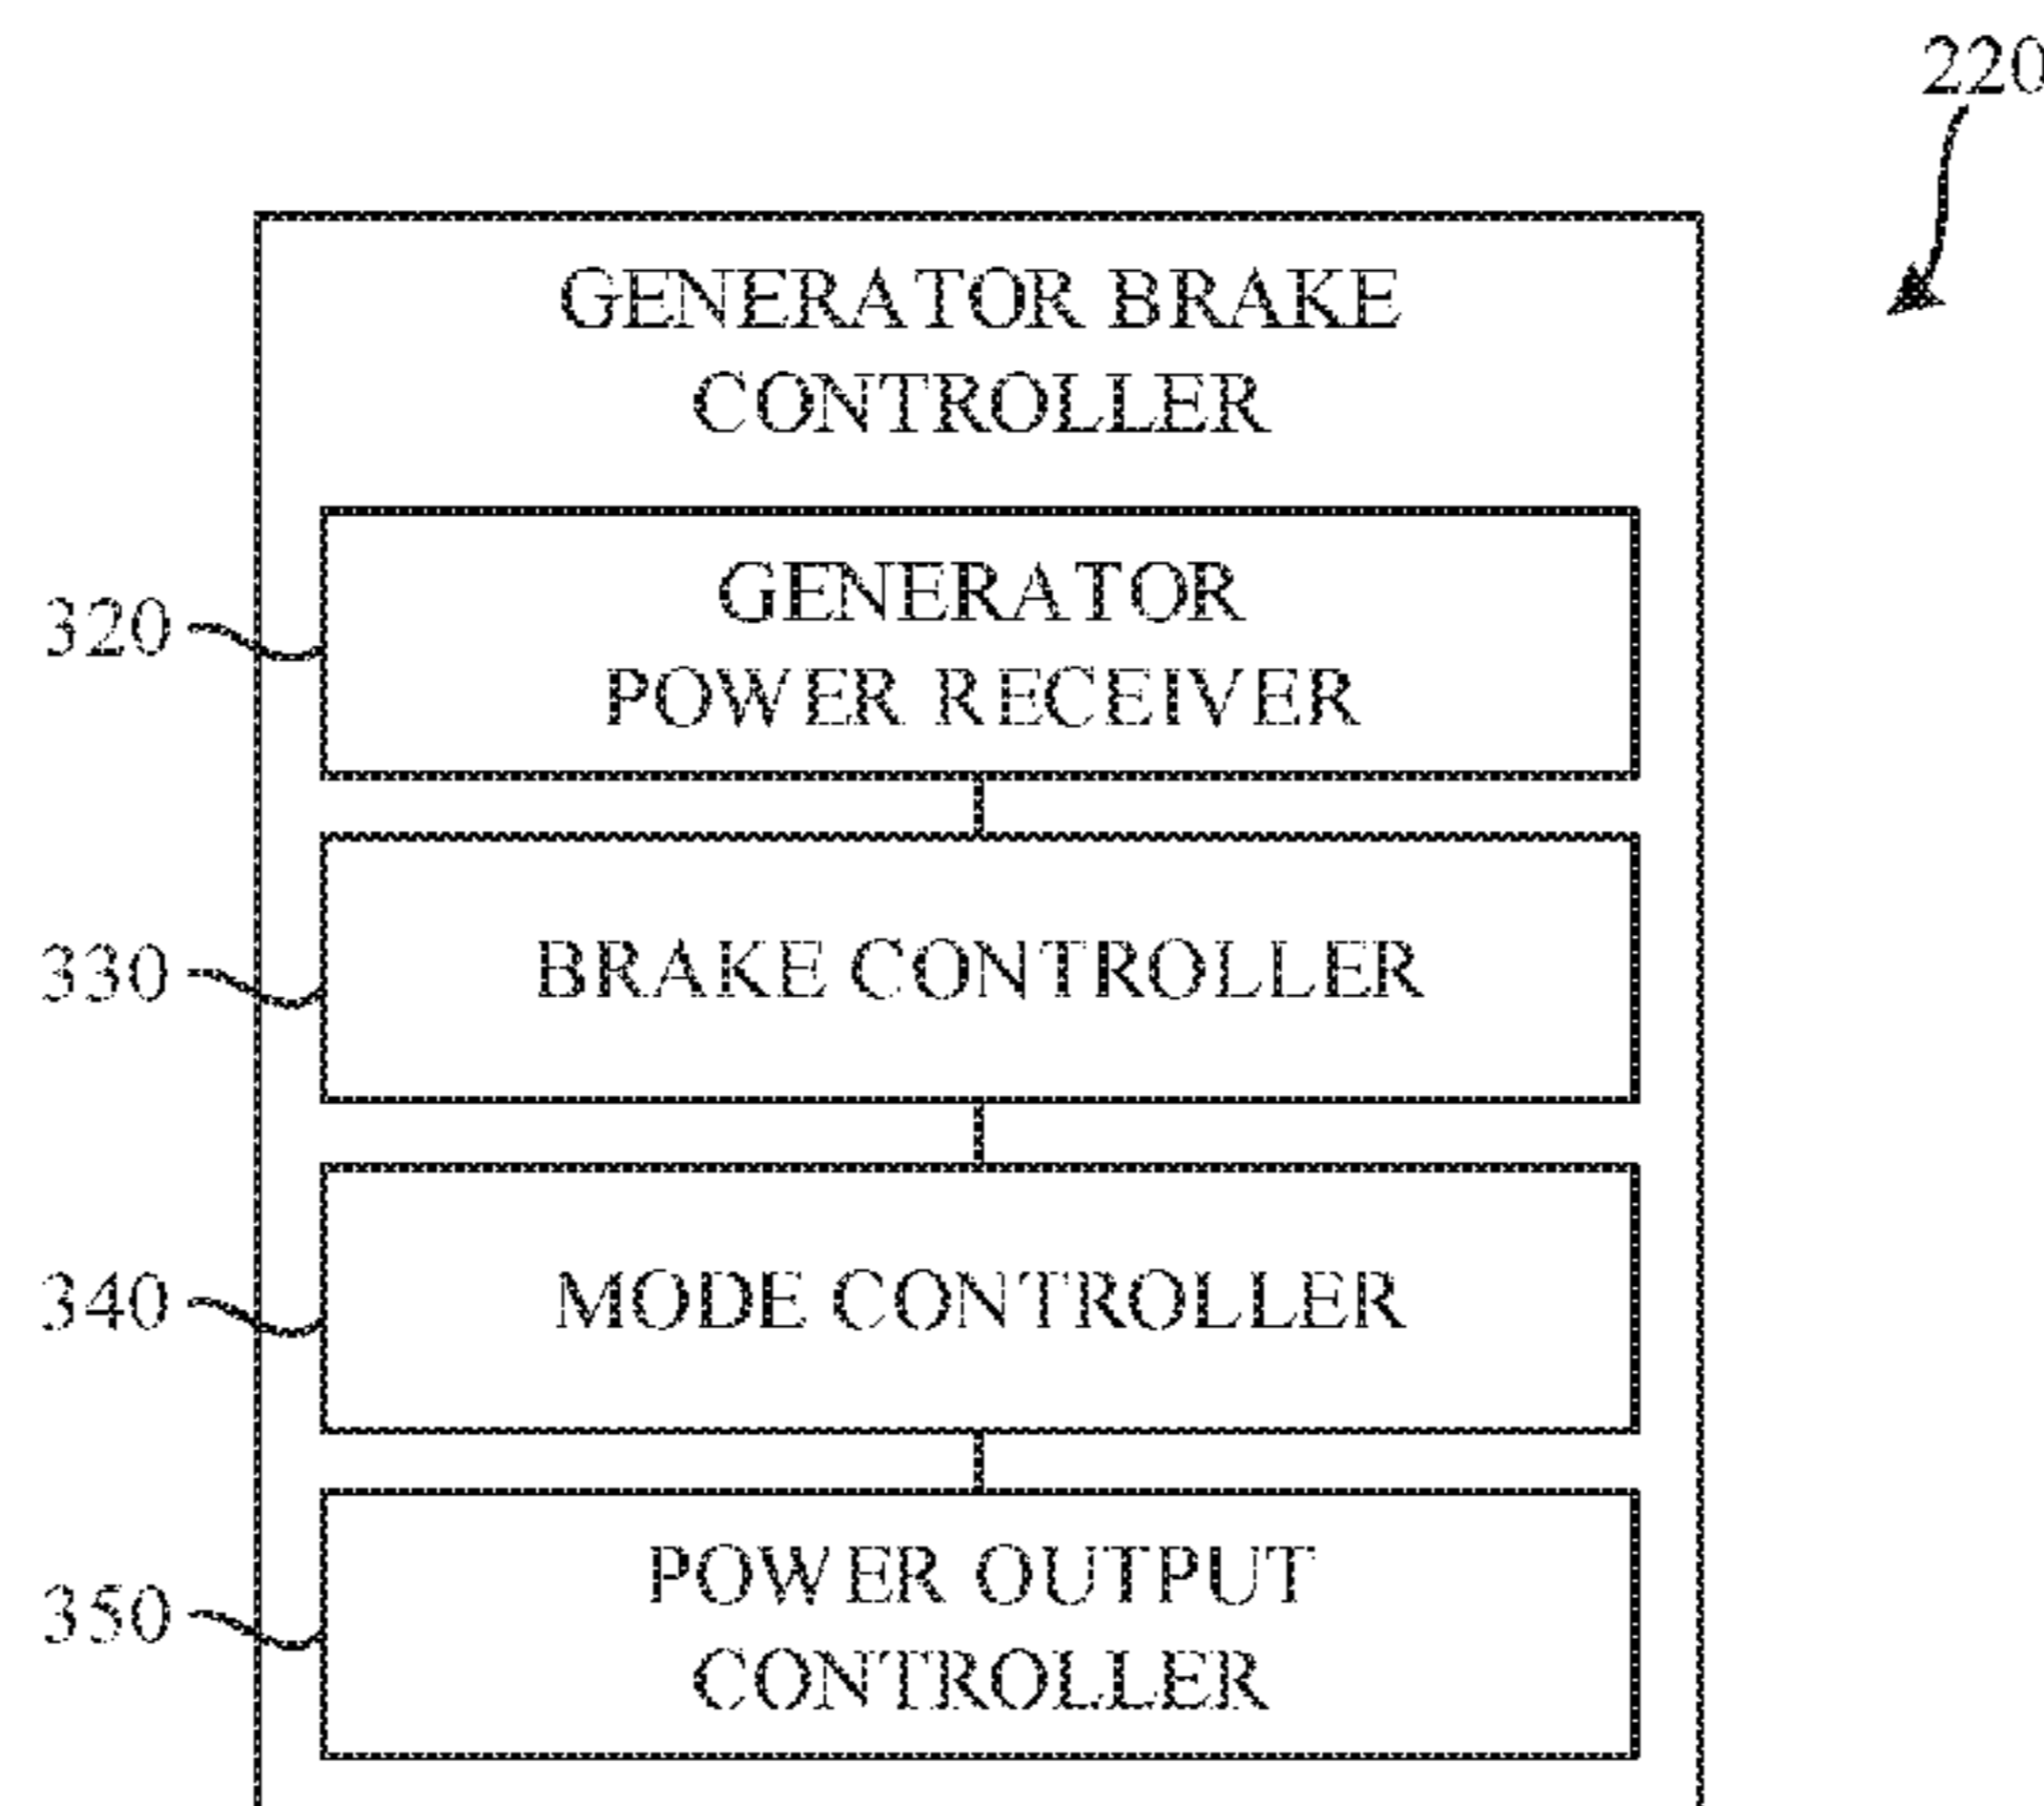 220
GENERATOR BRAKE
CONTROLLER
320
GENERATOR
POWER RECEIVER
330
BRAKE CONTROLLER
340
MODE CONTROLLER
350
POWER OUTPUT
CONTROLLER